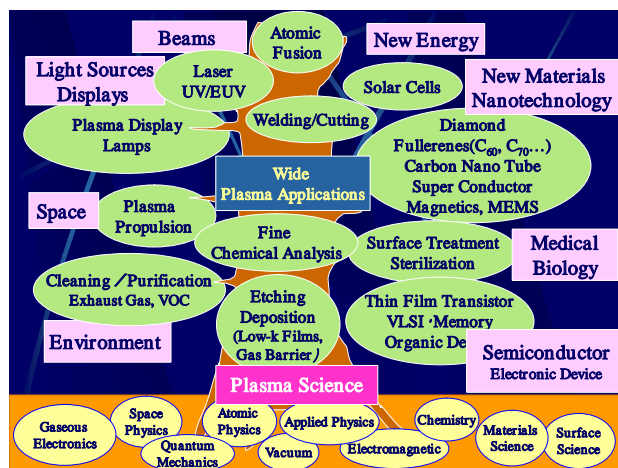 Beams
Atomic
Fusion
New Energy
Light Sources
Displays
Laser
UV/EUV
Solar Cells
New Materials
Nanotechnology
Welding/Cutting
Plasma Display
Lamps
Diamond
Fullerenes(C60, C70…)
Carbon Nano Tube
Super Conductor
Magnetics, MEMS
Wide
Plasma Applications
Space
Plasma
Propulsion
Fine
Chemical Analysis
Surface Treatment
Sterilization
Medical
Biology
Cleaning／Purification
Exhaust Gas, VOC
Etching
Deposition
(Low-k Films,
Gas Barrier）
Thin Film Transistor
VLSI・Memory
Organic De
Environment
Semiconductor
Electronic Device
Plasma Science
Gaseous
Electronics
Space
Physics
Quantum
Mechanics
Atomic
Physics
Vacuum
Applied Physics
Electromagnetic
Chemistry
Materials
Science
Surface
Science